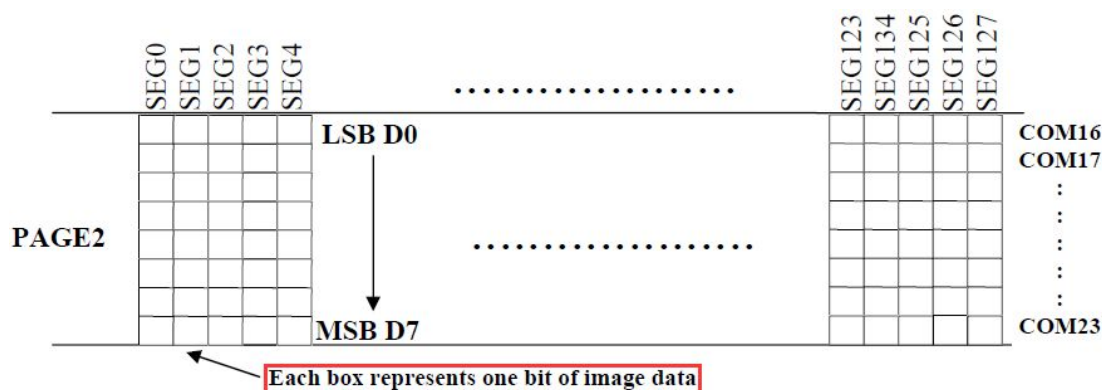 SEG0
SEG1
SEG2
SEG3
SEG4
....................
SEG123
SEG134
SEG125
SEG126
SEG127
LSB D0
COM16
COM17
:
:
PAGE2
....................
:
:
:
MSB D7
COM23
Each box represents one bit of image data